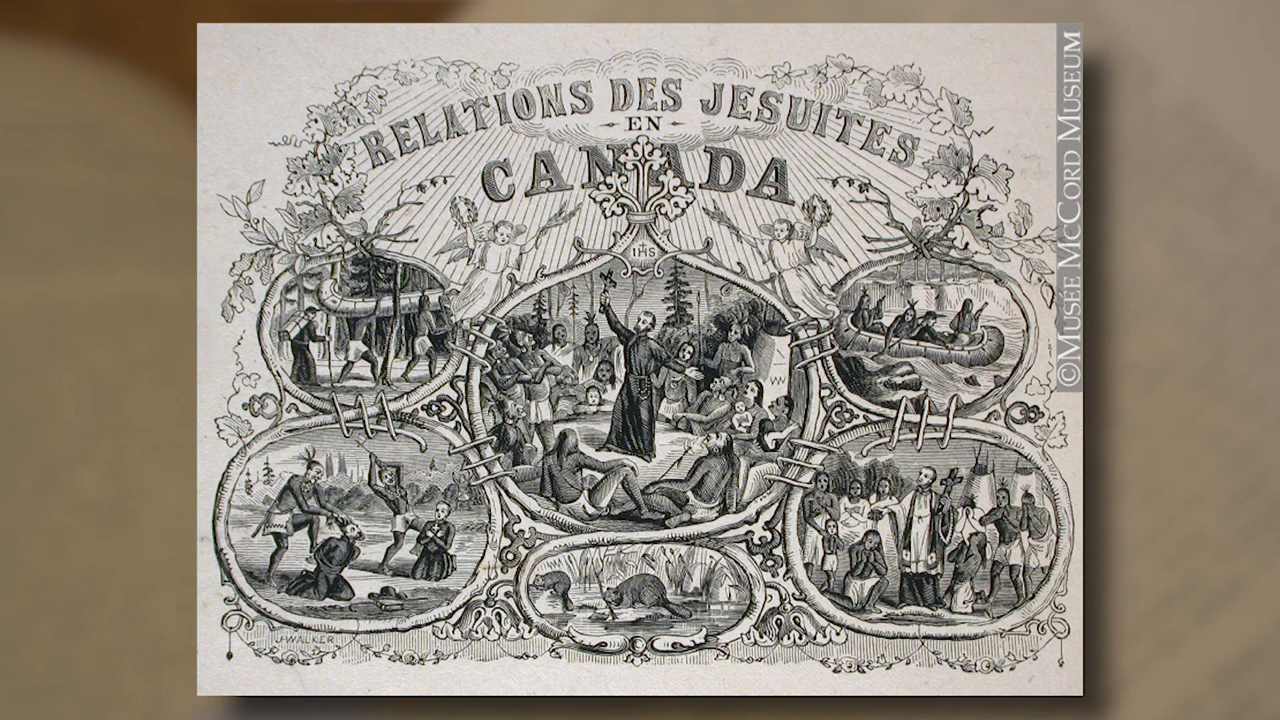 RELATIONS DES JESUITES
EN
CANADA
IHS
J. WALKER
©MUSÉE MCCORD MUSEUM